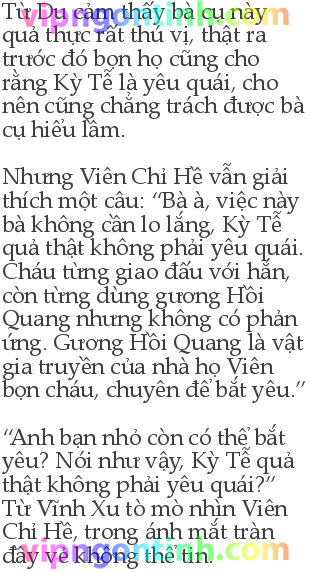 Từ Du cảm thấy bà cụ này
quả thực rất thú vị, thật ra
trước đó bọn họ cũng cho
rằng Kỳ Tễ là yêu quái, cho
nên cũng chẳng trách được bà
cụ hiểu lầm.
Nhưng Viên Chỉ Hề vẫn giải
thích một câu: “Bà à, việc này
bà không cần lo lắng, Kỳ Tễ
quả thật không phải yêu quái.
Cháu từng giao đấu với hắn,
còn từng dùng gương Hồi
Quang nhưng không có phản
ứng. Gương Hồi Quang là vật
gia truyền của nhà họ Viên
bọn cháu, chuyên để bắt yêu.”
“Anh bạn nhỏ còn có thể bắt
yêu? Nói như vậy, Kỳ Tễ quả
thật không phải yêu quái?”
Từ Vĩnh Xu tò mò nhìn Viên
Chỉ Hề, trong ánh mắt tràn
đầy vẻ không thể tin.
vipngontinh.com
vipngontinh.com